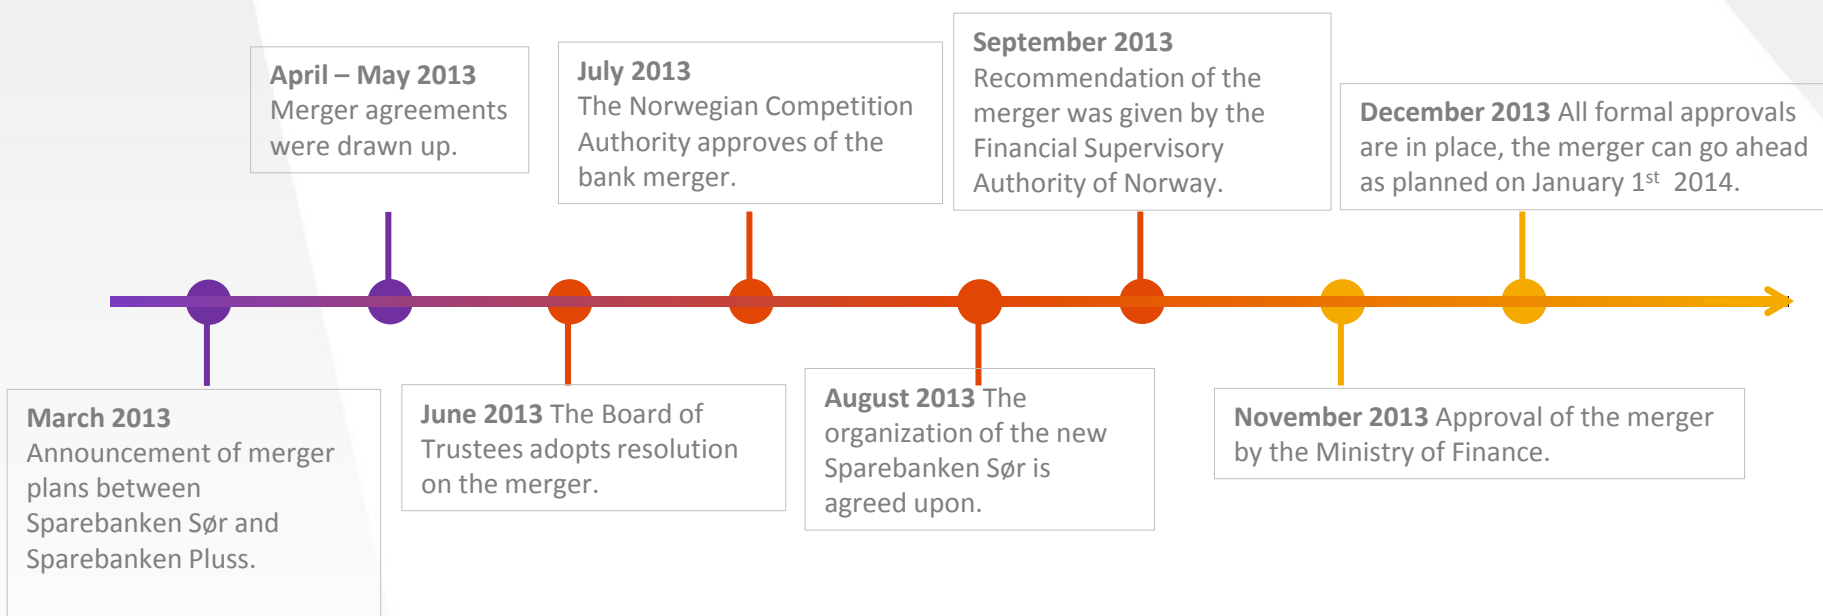 March 2013
Announcement of merger
plans between
Sparebanken Sør and
Sparebanken Pluss.
April – May 2013
Merger agreements
were drawn up.
June 2013 The Board of
Trustees adopts resolution
on the merger.
July 2013
The Norwegian Competition
Authority approves of the
bank merger.
August 2013 The
organization of the new
Sparebanken Sør is
agreed upon.
September 2013
Recommendation of the
merger was given by the
Financial Supervisory
Authority of Norway.
November 2013 Approval of the merger
by the Ministry of Finance.
December 2013 All formal approvals
are in place, the merger can go ahead
as planned on January 1st 2014.